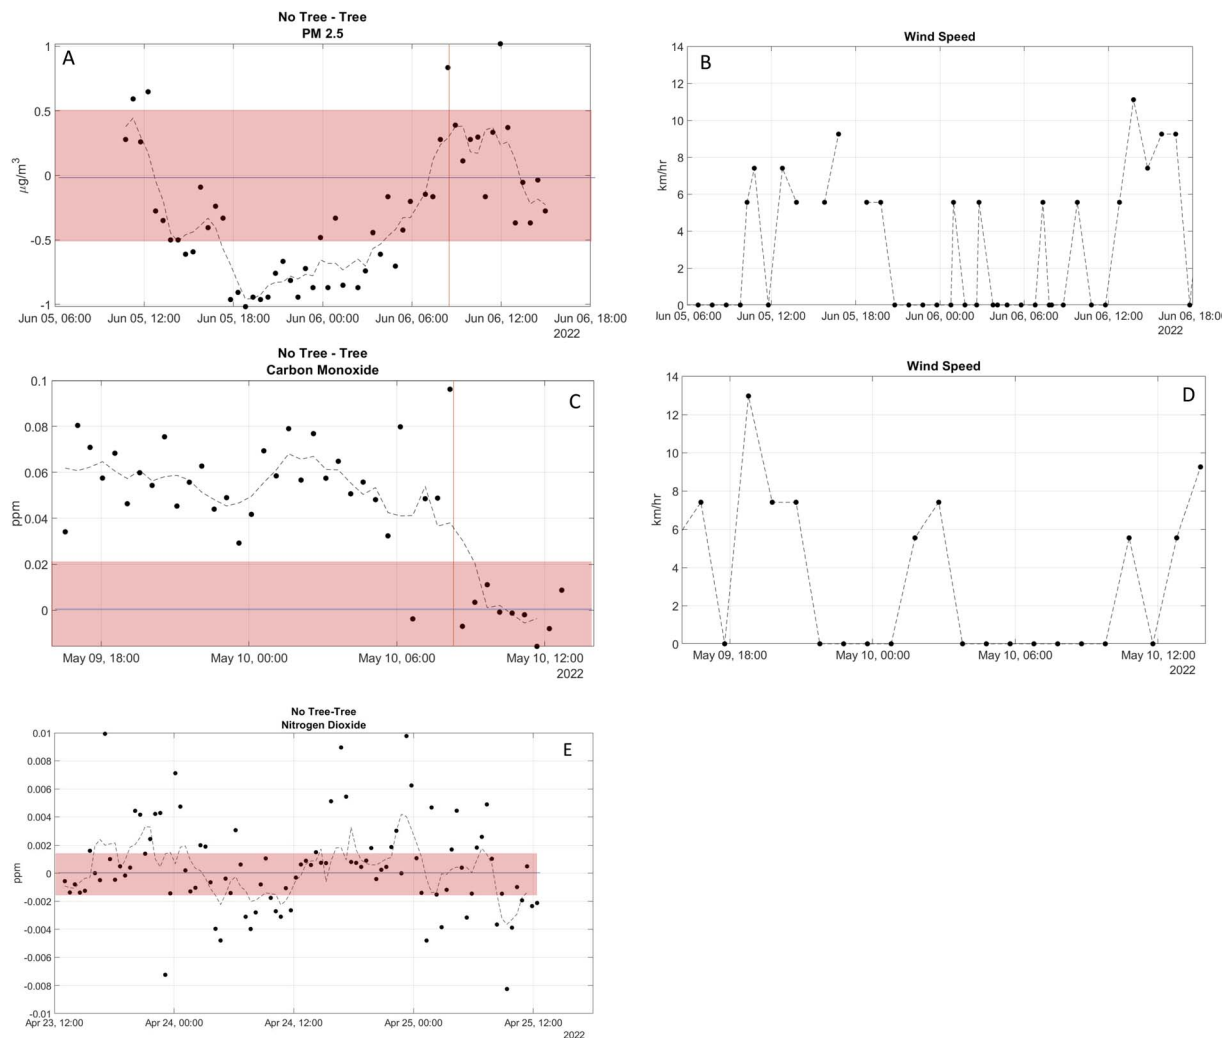 No Tree - Tree
PM 2.5
A
1
0.5
0
-0.5
-1
μg/m3
Jun 05, 06:00 Jun 05, 12:00 Jun 05, 18:00 Jun 06, 00:00 Jun 06, 06:00 Jun 06, 12:00 Jun 06, 18:00
2022
Wind Speed
B
14
12
10
8
6
4
2
0
km/hr
Jun 05, 06:00 Jun 05, 12:00 Jun 05, 18:00 Jun 06, 00:00 Jun 06, 06:00 Jun 06, 12:00 Jun 06, 18:00
2022
No Tree - Tree
Carbon Monoxide
C
0.1
0.08
0.06
0.04
0.02
0
ppm
May 09, 18:00 May 10, 00:00 May 10, 06:00 May 10, 12:00
2022
Wind Speed
D
14
12
10
8
6
4
2
0
km/hr
May 09, 18:00 May 10, 00:00 May 10, 06:00 May 10, 12:00
2022
No Tree-Tree
Nitrogen Dioxide
E
0.01
0.008
0.006
0.004
0.002
0
-0.002
-0.004
-0.006
-0.008
-0.01
ppm
Apr 23, 12:00 Apr 24, 00:00 Apr 24, 12:00 Apr 25, 00:00 Apr 25, 12:00
2022